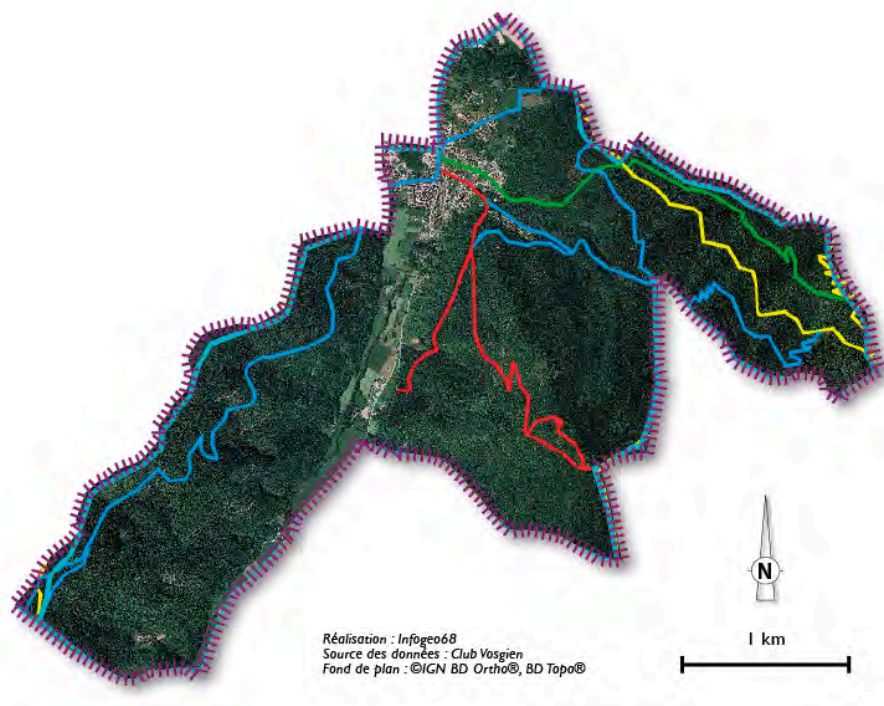 N
1 km
Réalisation : Infogeo68
Source des données : Club Vosgien
Fond de plan : ©IGN BD Ortho®, BD Topo®